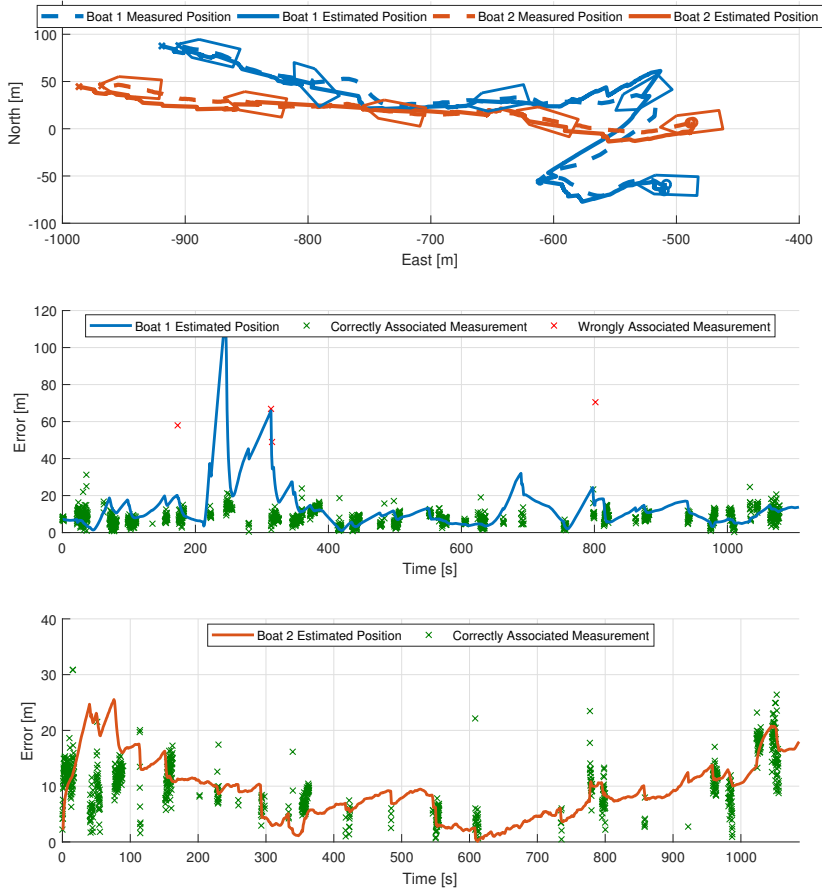 Boat 1 Measured Position Boat 1 Estimated Position Boat 2 Measured Position Boat 2 Estimated Position
100
50
0
-50
-100
North [m]
-1000 -900 -800 -700 -600 -500 -400
East [m]
Boat 1 Estimated Position Correctly Associated Measurement Wrongly Associated Measurement
120
100
80
60
40
20
0
Error [m]
0 200 400 600 800 1000
Time [s]
Boat 2 Estimated Position Correctly Associated Measurement
40
30
20
10
0
Error [m]
0 100 200 300 400 500 600 700 800 900 1000
Time [s]